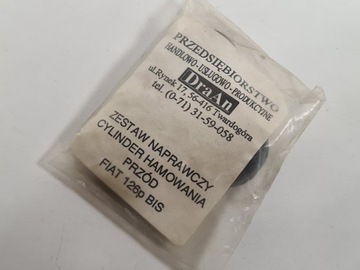 PRZEDSIĘBIORSTWO
HANDLOWO-USŁUGOWO-PRODUKCYJNE
DraAn
ul.Rynek 17, 56-416 Twardogóra
tel. (0-71) 31-59-058
ZESTAW NAPRAWCZY
CYLINDER HAMOWANIA
PRZÓD
FIAT 126p BIS